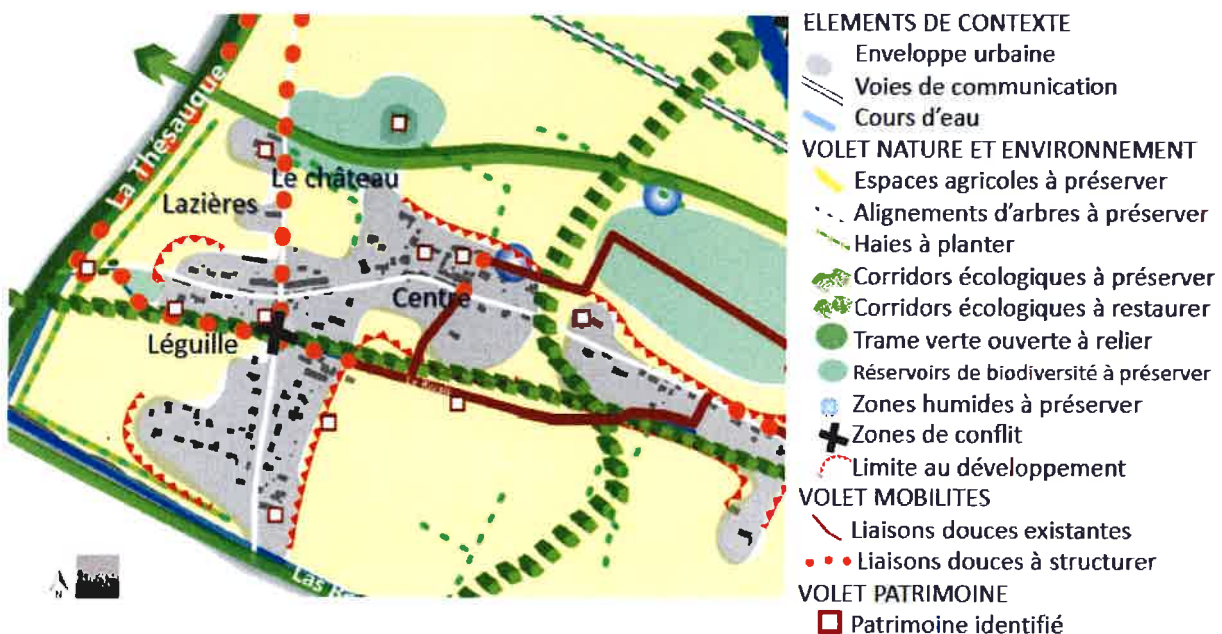 La Thésauque
Le château
Lazières
Centre
Léguille
N
ELEMENTS DE CONTEXTE
Enveloppe urbaine
Voies de communication
Cours d'eau
VOLET NATURE ET ENVIRONNEMENT
Espaces agricoles à préserver
Alignements d'arbres à préserver
Haies à planter
Corridors écologiques à préserver
Corridors écologiques à restaurer
Trame verte ouverte à relier
Réservoirs de biodiversité à préserver
Zones humides à préserver
Zones de conflit
Limite au développement
VOLET MOBILITES
Liaisons douces existantes
Liaisons douces à structurer
VOLET PATRIMOINE
Patrimoine identifié